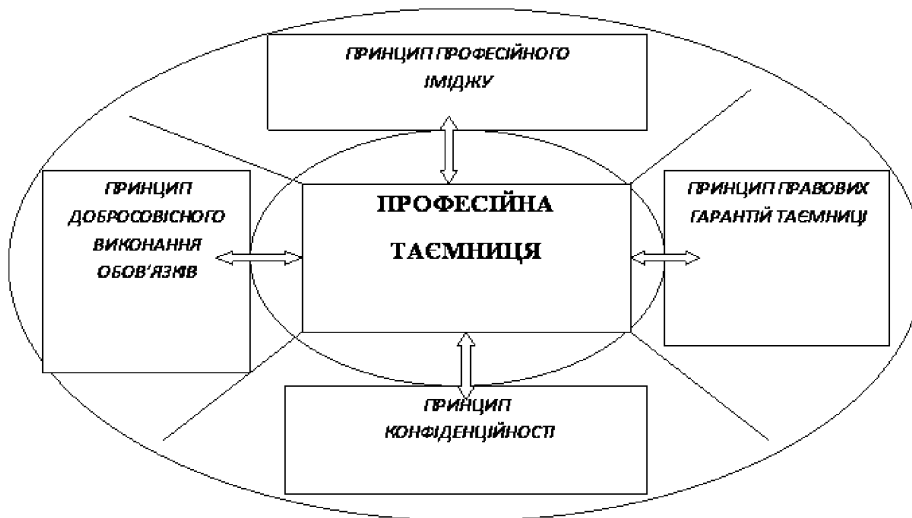 ПРИНЦИП ПРОФЕСІЙНОГО
ІМІДЖУ
ПРИНЦИП
ДОБРОСОВІСНОГО
ВИКОНАННЯ
ОБОВ'ЯЗКІВ
ПРОФЕСІЙНА
ТАЄМНИЦЯ
ПРИНЦИП ПРАВОВИХ
ГАРАНТІЙ ТАЄМНИЦІ
ПРИНЦИП
КОНФІДЕНЦІЙНОСТІ